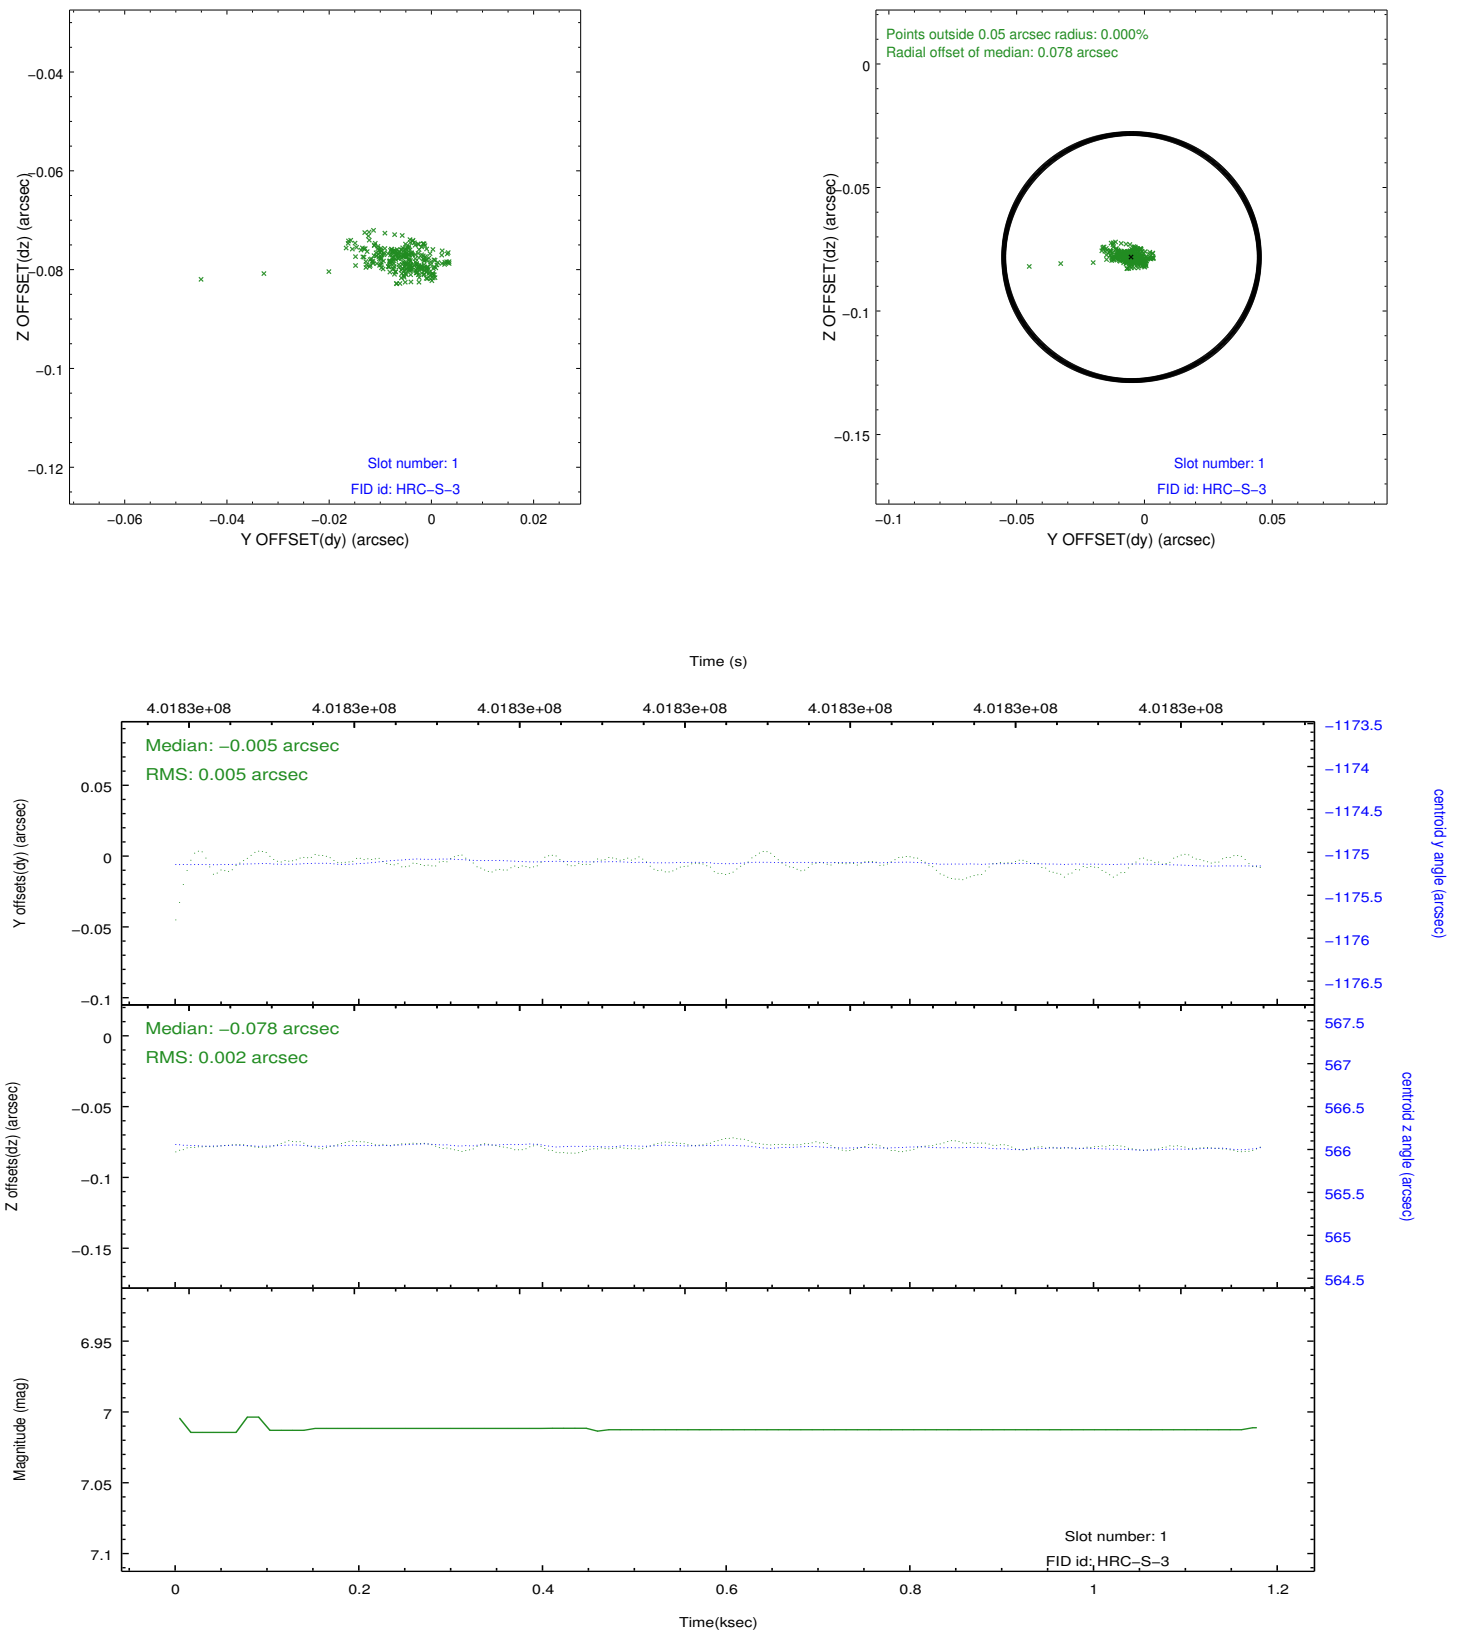 −0.04
−0.06
−0.08
−0.1
−0.12
Z OFFSET(dz) (arcsec)
Slot number: 1
FID id: HRC−S−3
−0.06
−0.04
−0.02
0
0.02
Y OFFSET(dy) (arcsec)
Points outside 0.05 arcsec radius: 0.000%
Radial offset of median: 0.078 arcsec
0
−0.05
−0.1
−0.15
Z OFFSET(dz) (arcsec)
Slot number: 1
FID id: HRC−S−3
−0.1
−0.05
0
0.05
Y OFFSET(dy) (arcsec)
Time (s)
4.0183e+08
4.0183e+08
4.0183e+08
4.0183e+08
4.0183e+08
4.0183e+08
4.0183e+08
Median: −0.005 arcsec
RMS: 0.005 arcsec
0.05
0
−0.05
−0.1
Y offsets(dy) (arcsec)
−1173.5
−1174
−1174.5
−1175
−1175.5
−1176
−1176.5
centroid y angle (arcsec)
Median: −0.078 arcsec
RMS: 0.002 arcsec
0
−0.05
−0.1
−0.15
Z offsets(dz) (arcsec)
567.5
567
566.5
566
565.5
565
564.5
centroid z angle (arcsec)
6.95
7
7.05
7.1
Magnitude (mag)
Slot number: 1
FID id: HRC−S−3
0
0.2
0.4
0.6
0.8
1
1.2
Time(ksec)